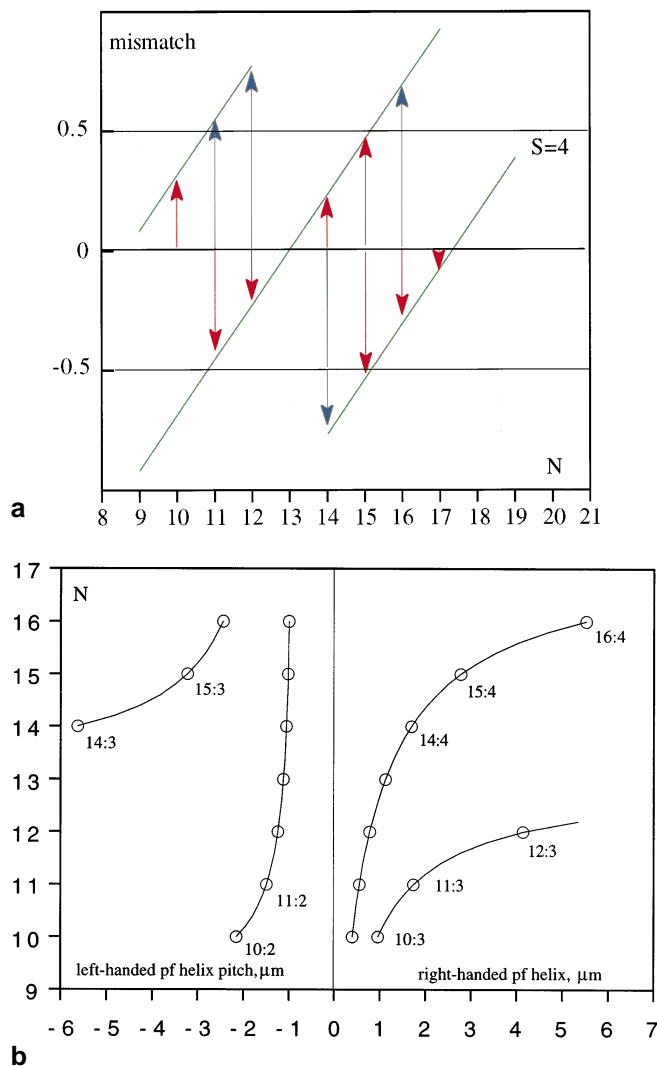 mismatch
0.5
S=4
0
-0.5
N
8 9 10 11 12 13 14 15 16 17 18 19 20 21
a
17
N
16
16:4
15
15:3
15:4
14
14:3
14:4
13
12
12:3
11
11:2
11:3
10
10:2
10:3
left-handed pf helix pitch, µm
right-handed pf helix, µm
9
- 6 - 5 - 4 - 3 - 2 - 1 0 1 2 3 4 5 6 7
b